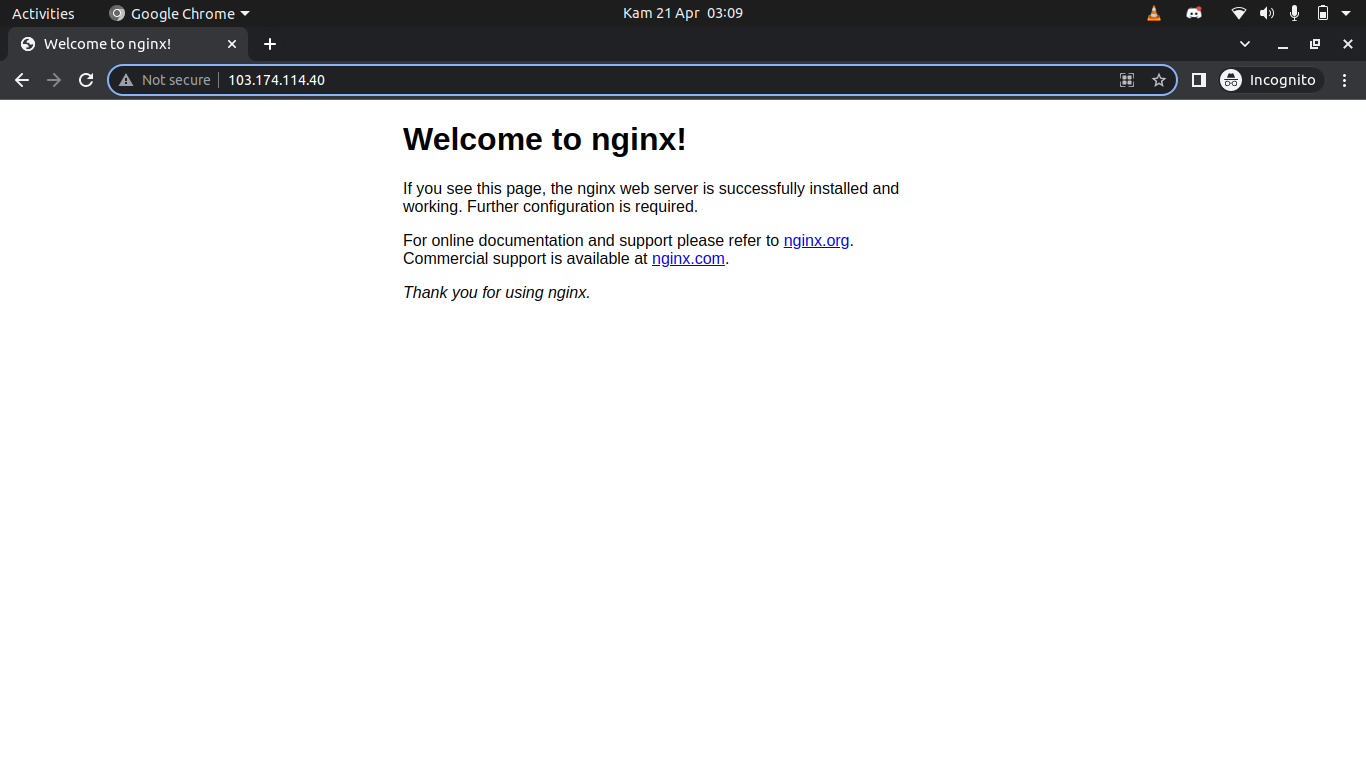 Activities
Google Chrome
Kam 21 Apr 03:09
Welcome to nginx!
Not secure
103.174.114.40
Incognito
Welcome to nginx!
If you see this page, the nginx web server is successfully installed and
working. Further configuration is required.
For online documentation and support please refer to nginx.org.
Commercial support is available at nginx.com.
Thank you for using nginx.